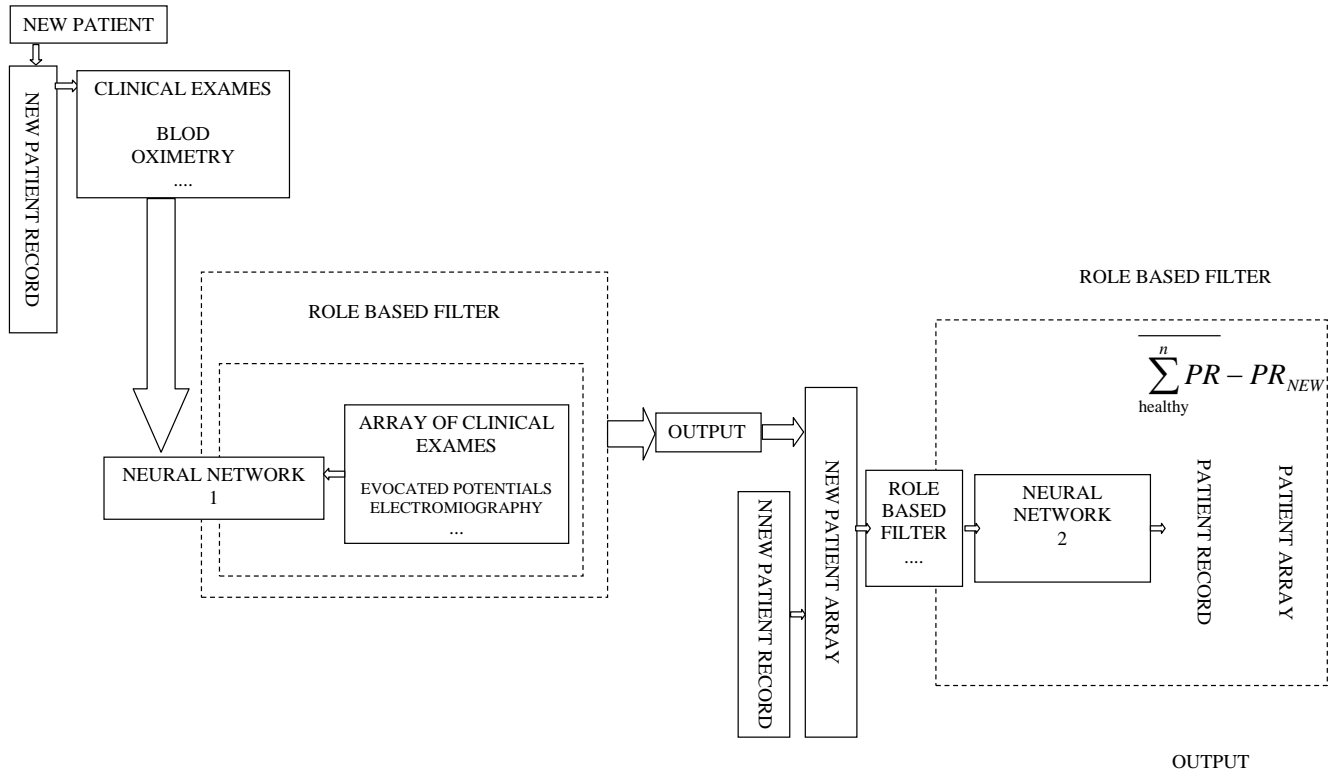 NEW PATIENT
NEW PATIENT RECORD
CLINICAL EXAMES
BLOD
OXIMETRY
....
ROLE BASED FILTER
ARRAY OF CLINICAL
EXAMES
EVOCATED POTENTIALS
ELECTROMIOGRAPHY
...
NEURAL NETWORK
1
OUTPUT
NNEW PATIENT RECORD
NEW PATIENT ARRAY
ROLE
BASED
FILTER
....
ROLE BASED FILTER
n
∑ PR − PR NEW
healthy
NEURAL
NETWORK
2
PATIENT RECORD
PATIENT ARRAY
OUTPUT